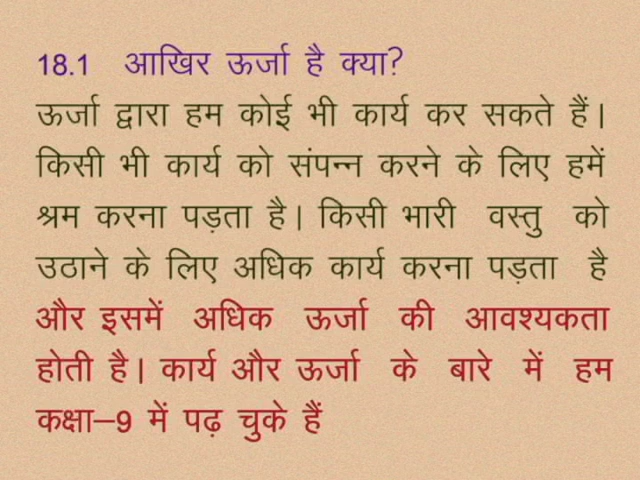 18.1 आखिर ऊर्जा है क्या?
ऊर्जा द्वारा हम कोई भी कार्य कर सकते हैं।
किसी भी कार्य को संपन्न करने के लिए हमें
श्रम करना पड़ता है। किसी भारी वस्तु को
उठाने के लिए अधिक कार्य करना पड़ता है
और इसमें अधिक ऊर्जा की आवश्यकता
होती है। कार्य और ऊर्जा के बारे में हम
कक्षा–9 में पढ़ चुके हैं